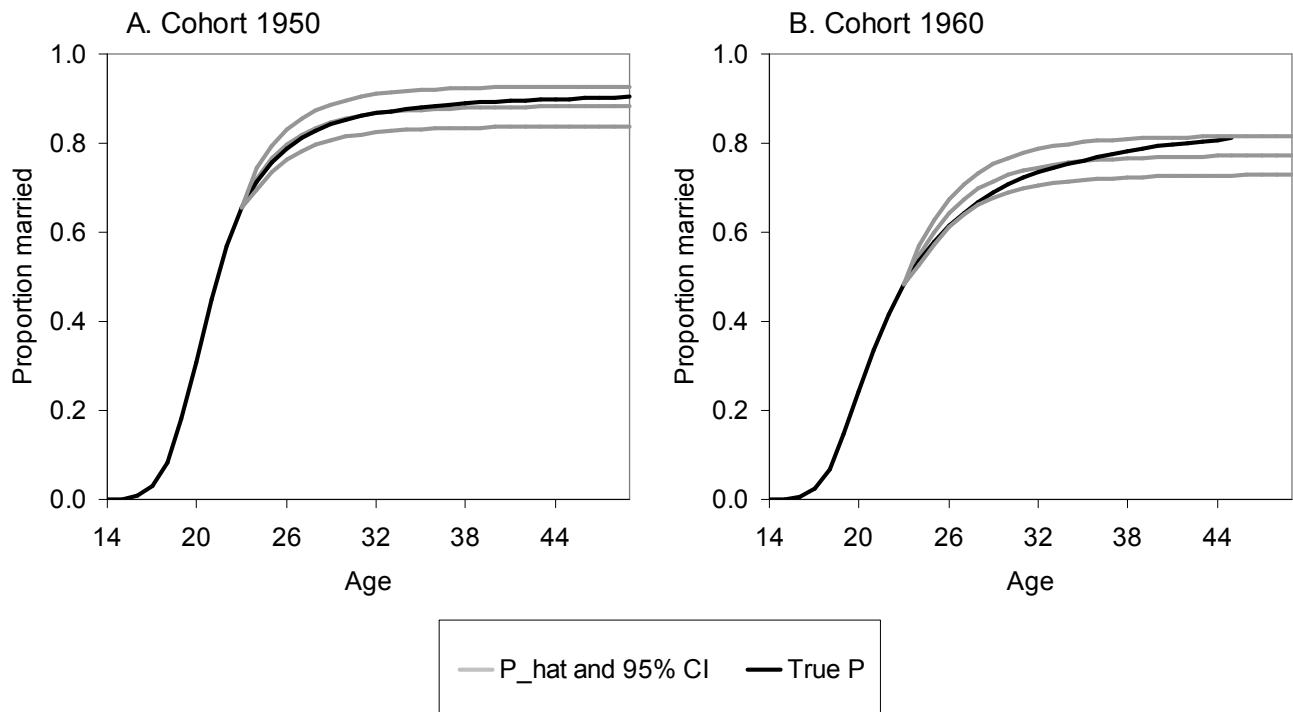 A. Cohort 1950
1.0
0.8
0.6
0.4
0.2
0.0
Proportion married
14 20 26 32 38 44
Age
B. Cohort 1960
1.0
0.8
0.6
0.4
0.2
0.0
Proportion married
14 20 26 32 38 44
Age
P_hat and 95% CI True P